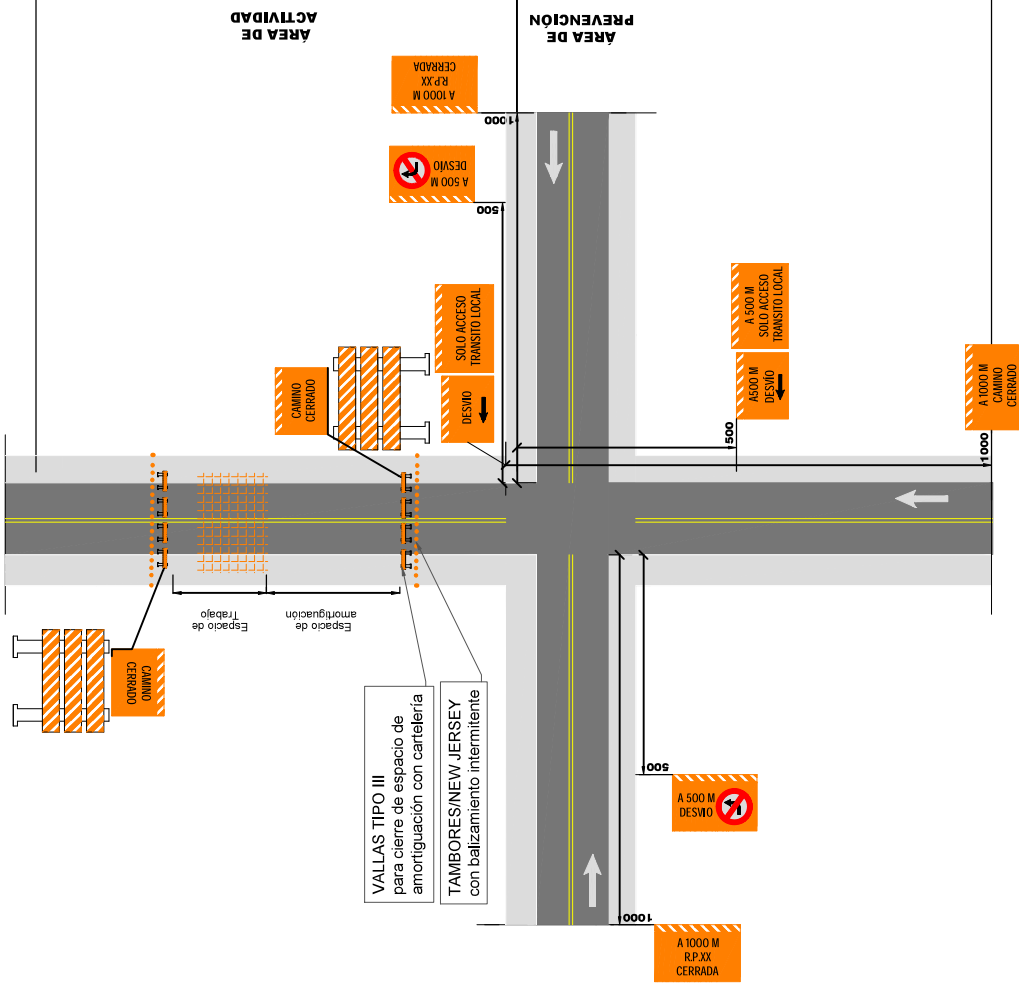 ÁREA DE
ACTIVIDAD
ÁREA DE
PREVENCIÓN
A 1000 M
R.P.XX
CERRADA
1000
A 500 M
DESVÍO
500
SOLO ACCESO
TRANSITO LOCAL
DESVIO
CAMINO
CERRADO
A 500 M
SOLO ACCESO
TRANSITO LOCAL
A500 M
DESVÍO
500
A 1000 M
CAMINO
CERRADO
1000
Espacio de
Trabajo
Espacio de
amortiguación
CAMINO
CERRADO
VALLAS TIPO III
para cierre de espacio de
amortiguación con cartelería
TAMBORES/NEW JERSEY
con balizamiento intermitente
500
A 500 M
DESVIO
1000
A 1000 M
R.P.XX
CERRADA